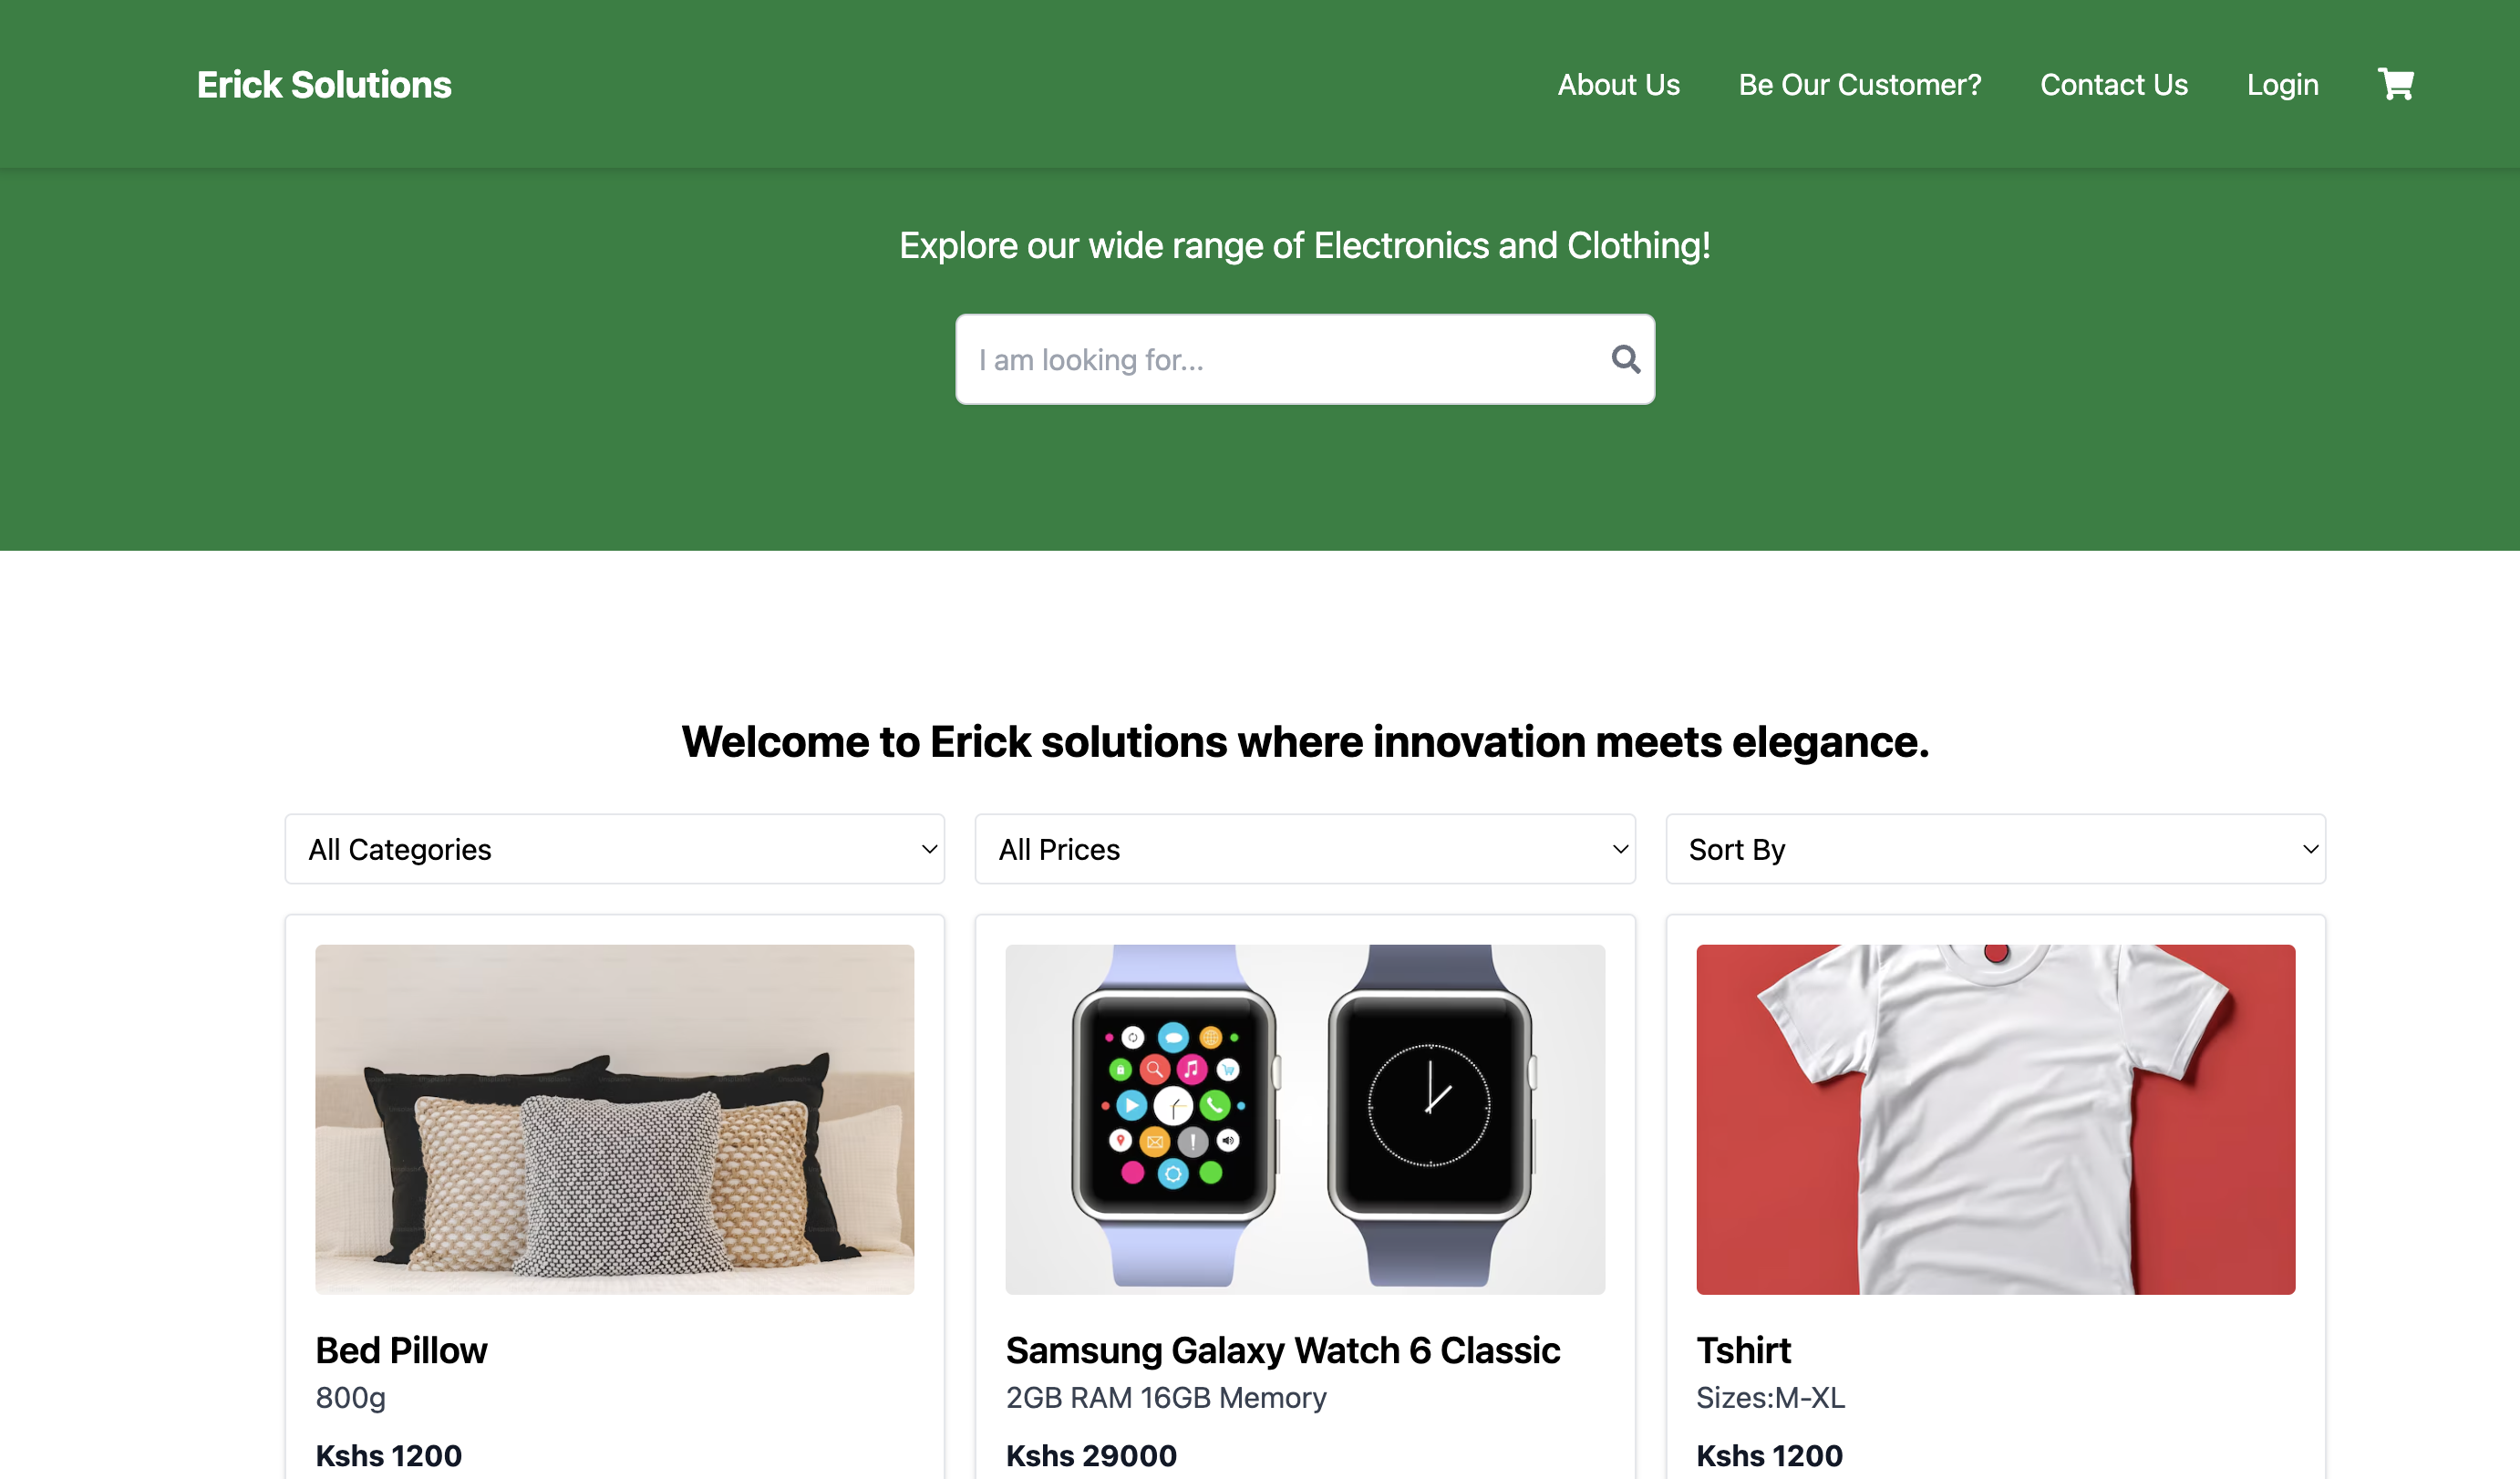 Erick Solutions
About Us
Be Our Customer?
Contact Us
Login
Explore our wide range of Electronics and Clothing!
I am looking for...
Welcome to Erick solutions where innovation meets elegance.
All Categories
All Prices
Sort By
Bed Pillow
800g
Kshs 1200
Samsung Galaxy Watch 6 Classic
2GB RAM 16GB Memory
Kshs 29000
Tshirt
Sizes:M-XL
Kshs 1200